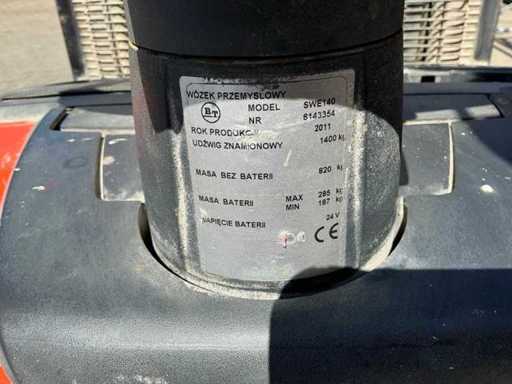 WÓZEK PRZEMYSŁOWY
BT MODEL SWE140
NR 6143354
ROK PRODUKCJI 2011
UDŹWIG ZNAMIONOWY 1400 kg
MASA BEZ BATERII 820 kg
MASA BATERII MAX 285 kg
MIN 187 kg
NAPIĘCIE BATERII 24 V
CE